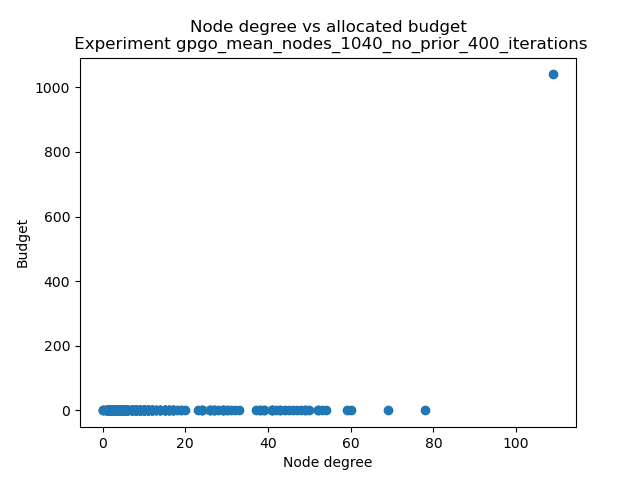 Node degree vs allocated budget
Experiment gpgo_mean_nodes_1040_no_prior_400_iterations
1000
800
600
400
200
0
Budget
0 20 40 60 80 100
Node degree